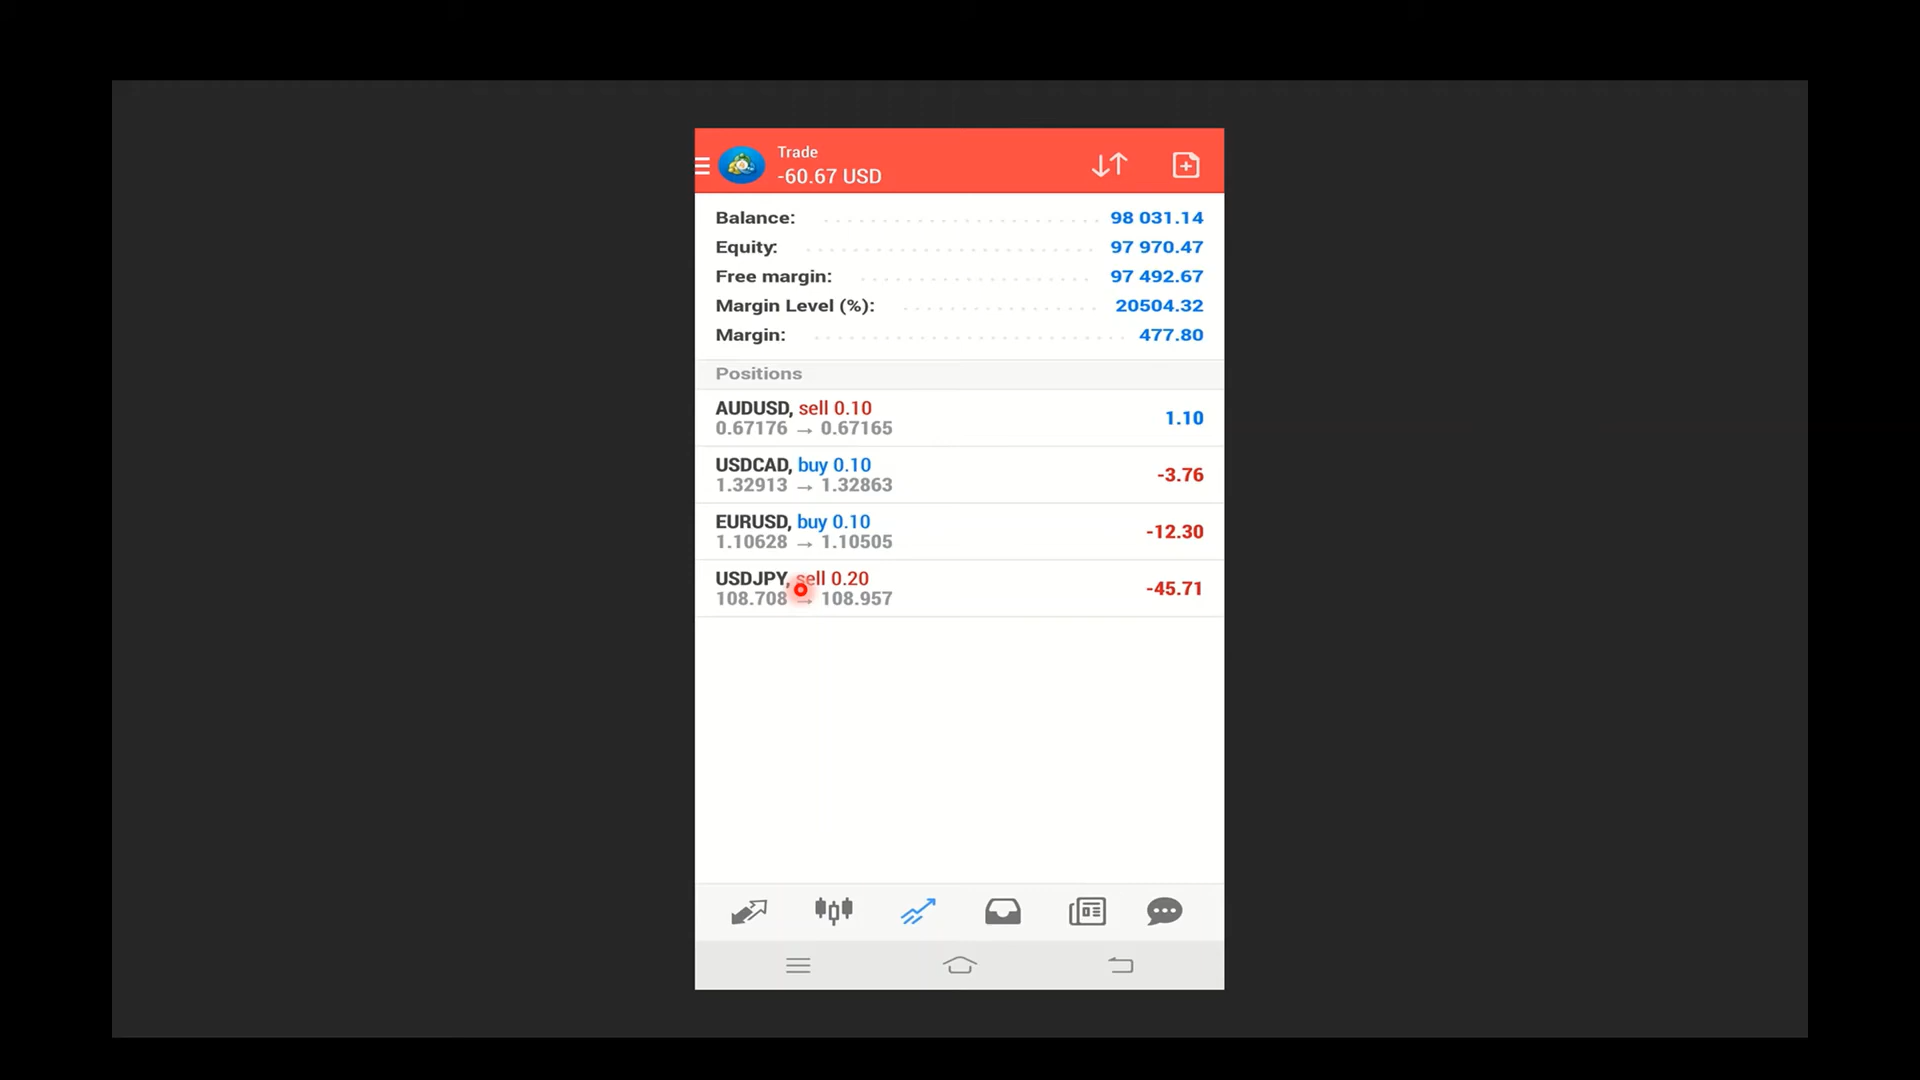 Trade
-60.67 USD
Balance: 98 031.14
Equity: 97 970.47
Free margin: 97 492.67
Margin Level (%): 20504.32
Margin: 477.80
Positions
AUDUSD, sell 0.10
0.67176 → 0.67165
1.10
USDCAD, buy 0.10
1.32913 → 1.32863
-3.76
EURUSD, buy 0.10
1.10628 → 1.10505
-12.30
USDJPY, sell 0.20
108.708 → 108.957
-45.71